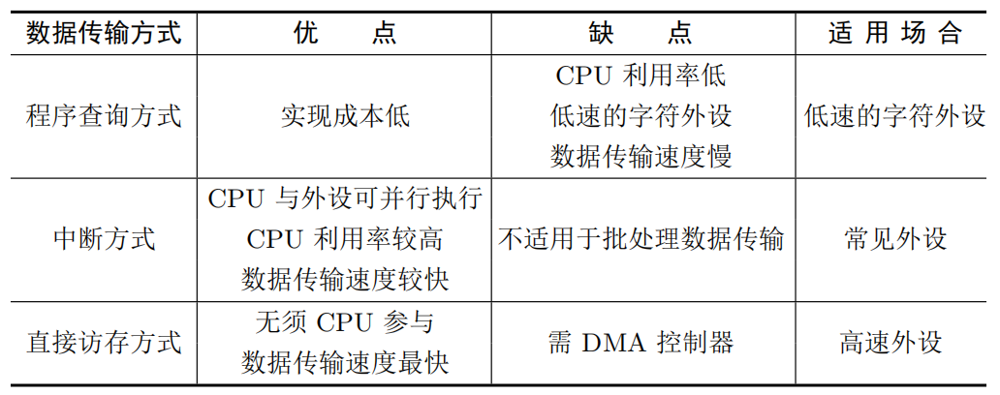 数据传输方式 优 点 缺 点 适 用 场 合
程序查询方式 实现成本低 CPU 利用率低 低速的字符外设
低速的字符外设
数据传输速度慢
中断方式 CPU 与外设可并行执行 不适用于批处理数据传输 常见外设
CPU 利用率较高
数据传输速度较快
直接访存方式 无须 CPU 参与 需 DMA 控制器 高速外设
数据传输速度最快